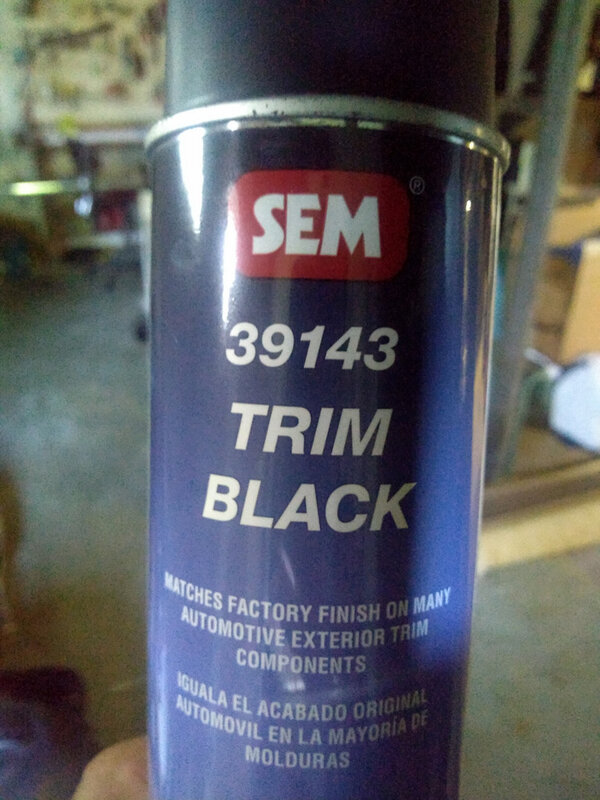 SEM®
39143
TRIM
BLACK
MATCHES FACTORY FINISH ON MANY
AUTOMOTIVE EXTERIOR TRIM
COMPONENTS
IGUALA EL ACABADO ORIGINAL
AUTOMOVIL EN LA MAYORÍA DE
MOLDURAS